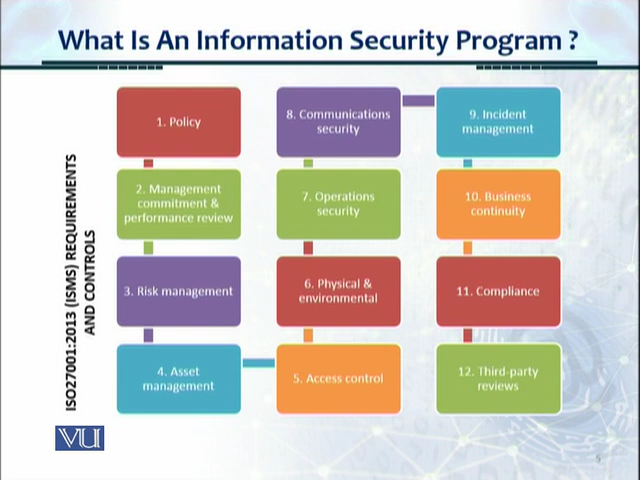 What Is An Information Security Program ?
ISO27001:2013 (ISMS) REQUIREMENTS
AND CONTROLS
1. Policy
2. Management
commitment &
performance review
3. Risk management
4. Asset
management
5. Access control
6. Physical &
environmental
7. Operations
security
8. Communications
security
9. Incident
management
10. Business
continuity
11. Compliance
12. Third-party
reviews
VU
5